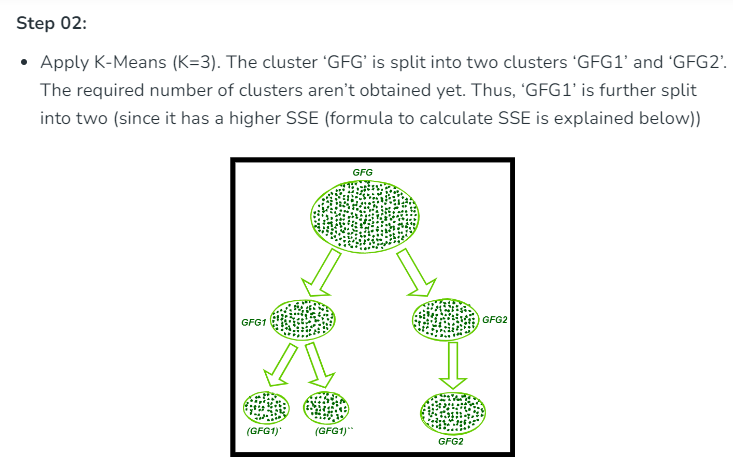 Step 02:
• Apply K-Means (K=3). The cluster ‘GFG’ is split into two clusters ‘GFG1’ and ‘GFG2’.
The required number of clusters aren’t obtained yet. Thus, ‘GFG1’ is further split
into two (since it has a higher SSE (formula to calculate SSE is explained below))
GFG
GFG1
GFG2
(GFG1)`
(GFG1)``
GFG2